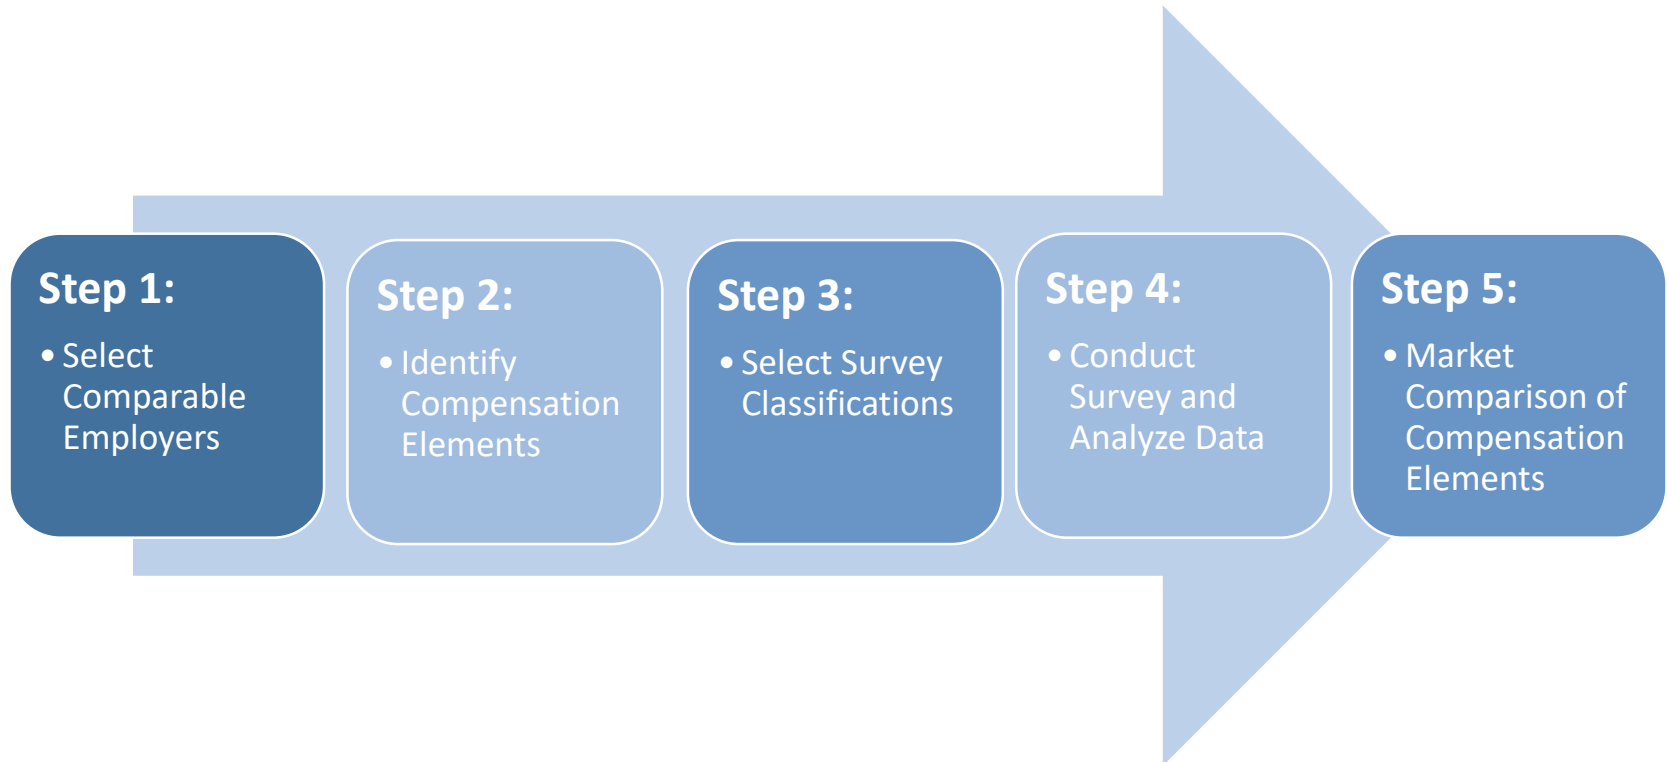 Step 1:
• Select
Comparable
Employers
Step 2:
• Identify
Compensation
Elements
Step 3:
• Select Survey
Classifications
Step 4:
• Conduct
Survey and
Analyze Data
Step 5:
• Market
Comparison of
Compensation
Elements